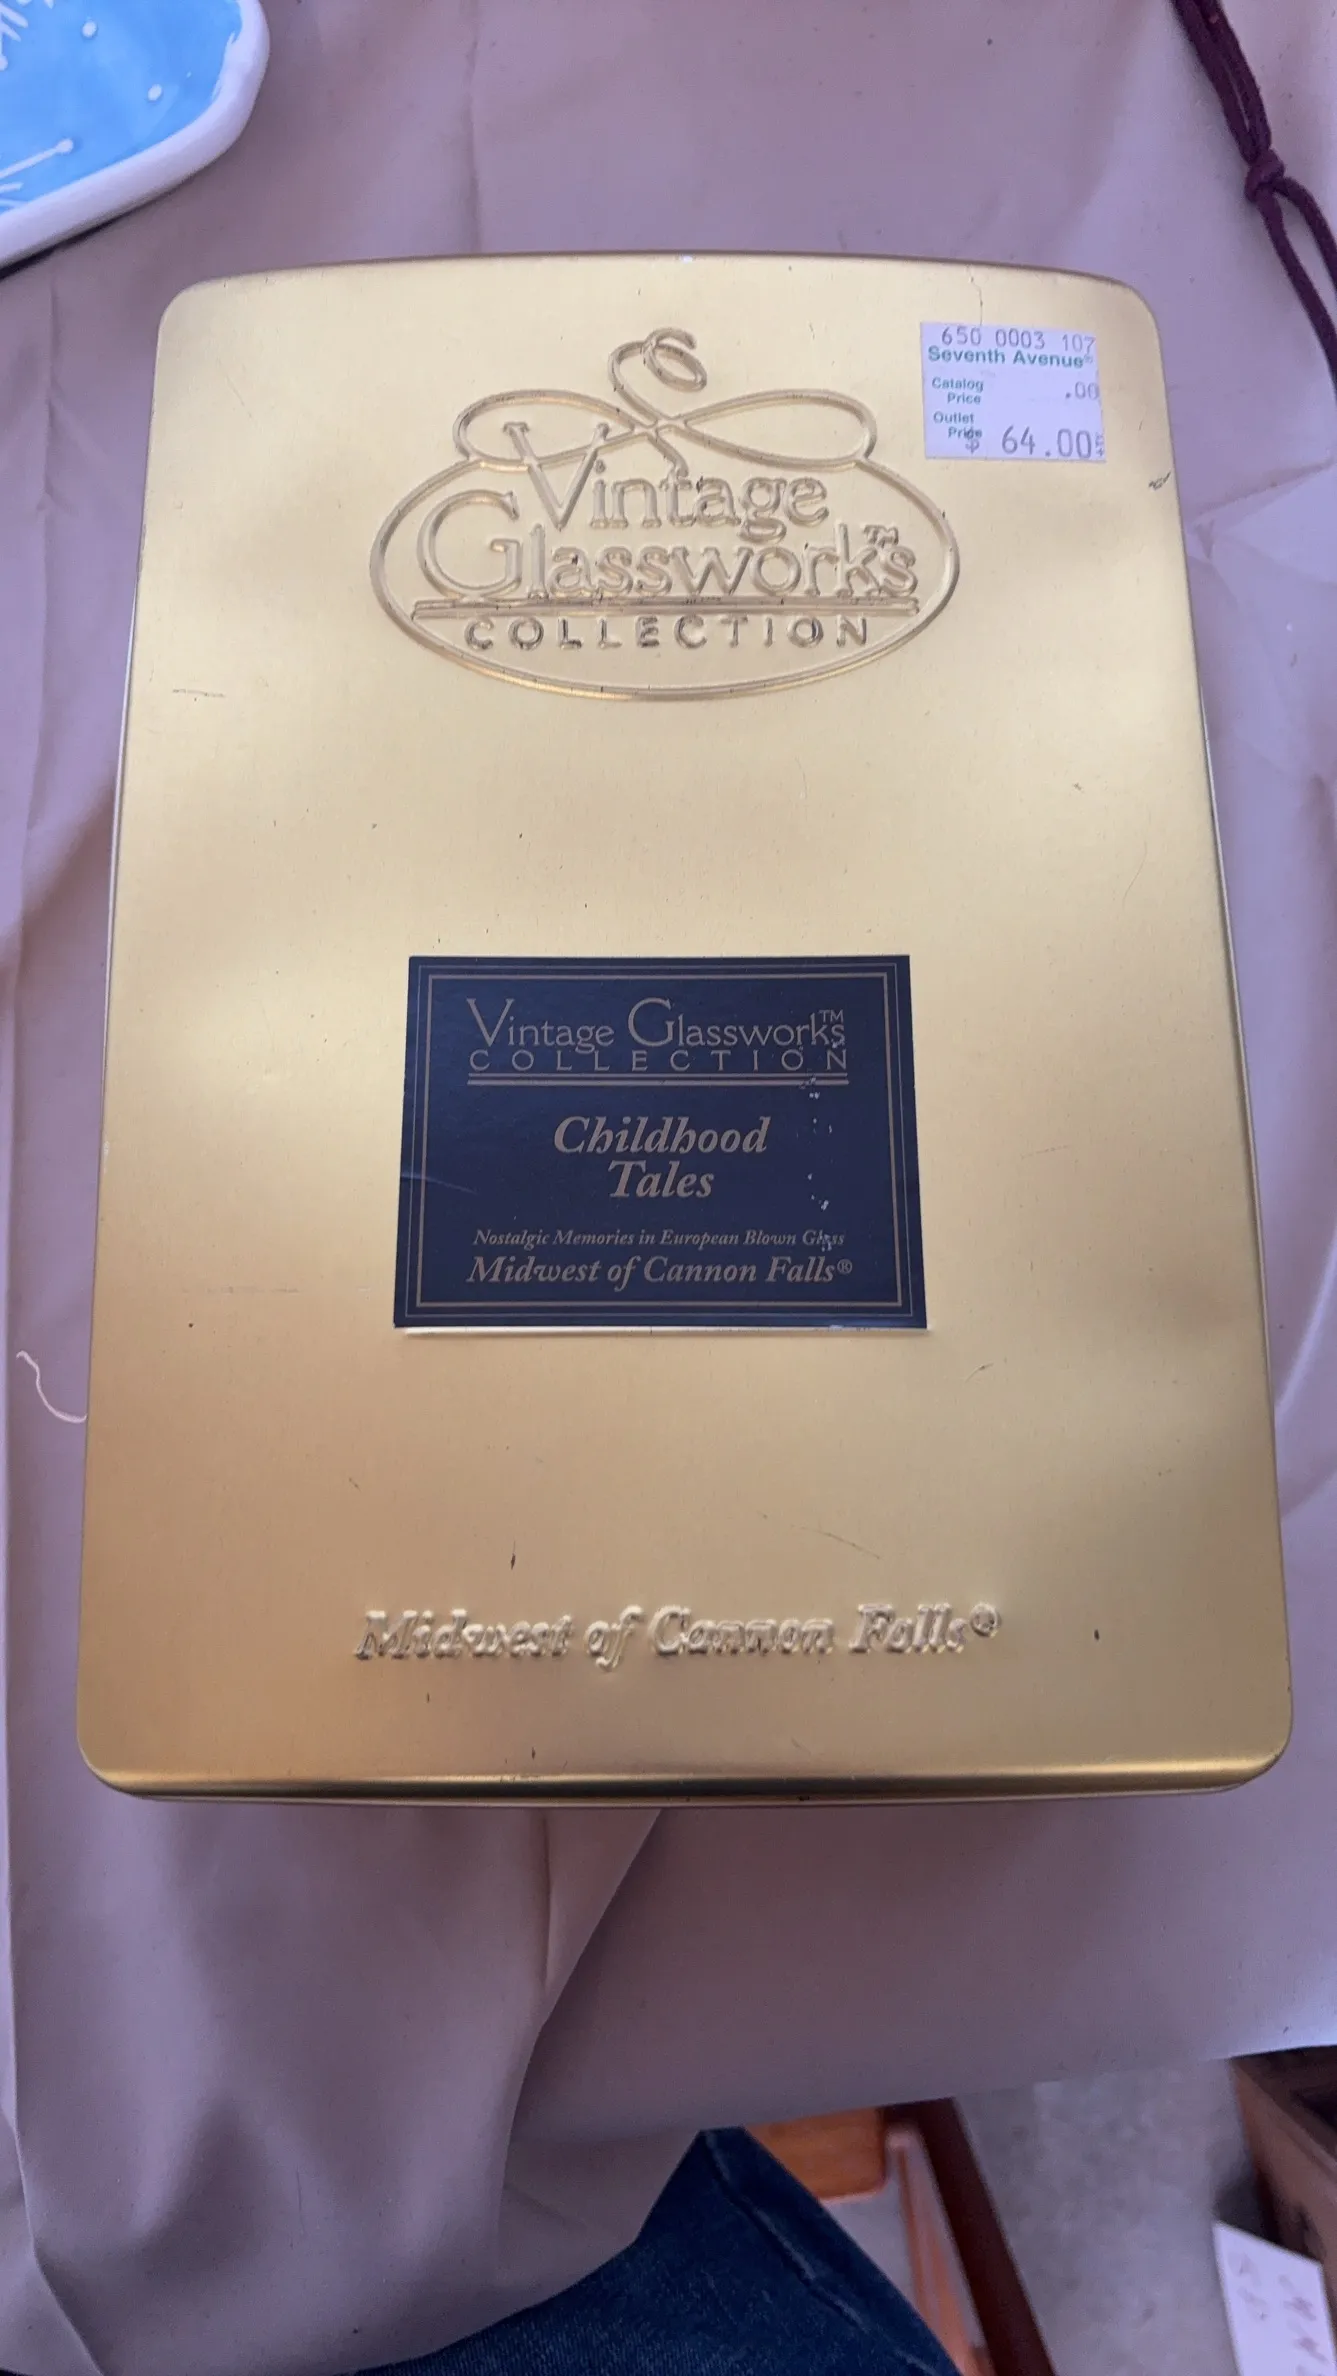 650 0003 107
Seventh Avenue®
Catalog Price .00
Outlet Price $ 64.00
Vintage
Glassworks™
COLLECTION
Vintage Glassworks™
COLLECTION
Childhood
Tales
Nostalgic Memories in European Blown Glass
Midwest of Cannon Falls®
Midwest of Cannon Falls®